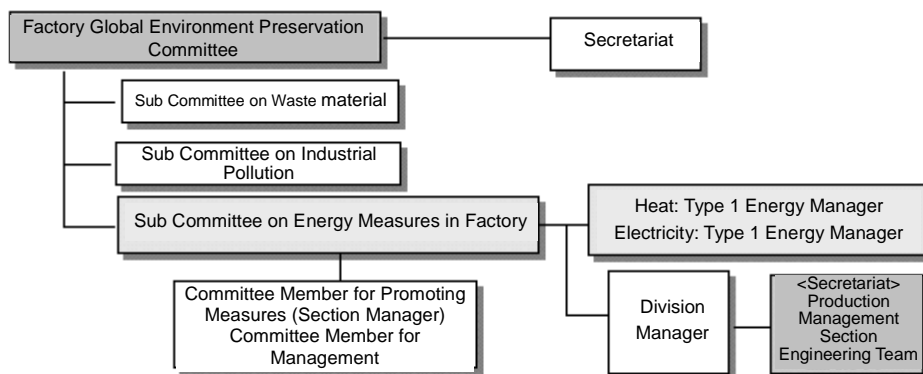 Factory Global Environment Preservation
Committee
Secretariat
Sub Committee on Waste material
Sub Committee on Industrial
Pollution
Sub Committee on Energy Measures in Factory
Heat: Type 1 Energy Manager
Electricity: Type 1 Energy Manager
Committee Member for Promoting
Measures (Section Manager)
Committee Member for
Management
Division
Manager
<Secretariat>
Production
Management
Section
Engineering Team